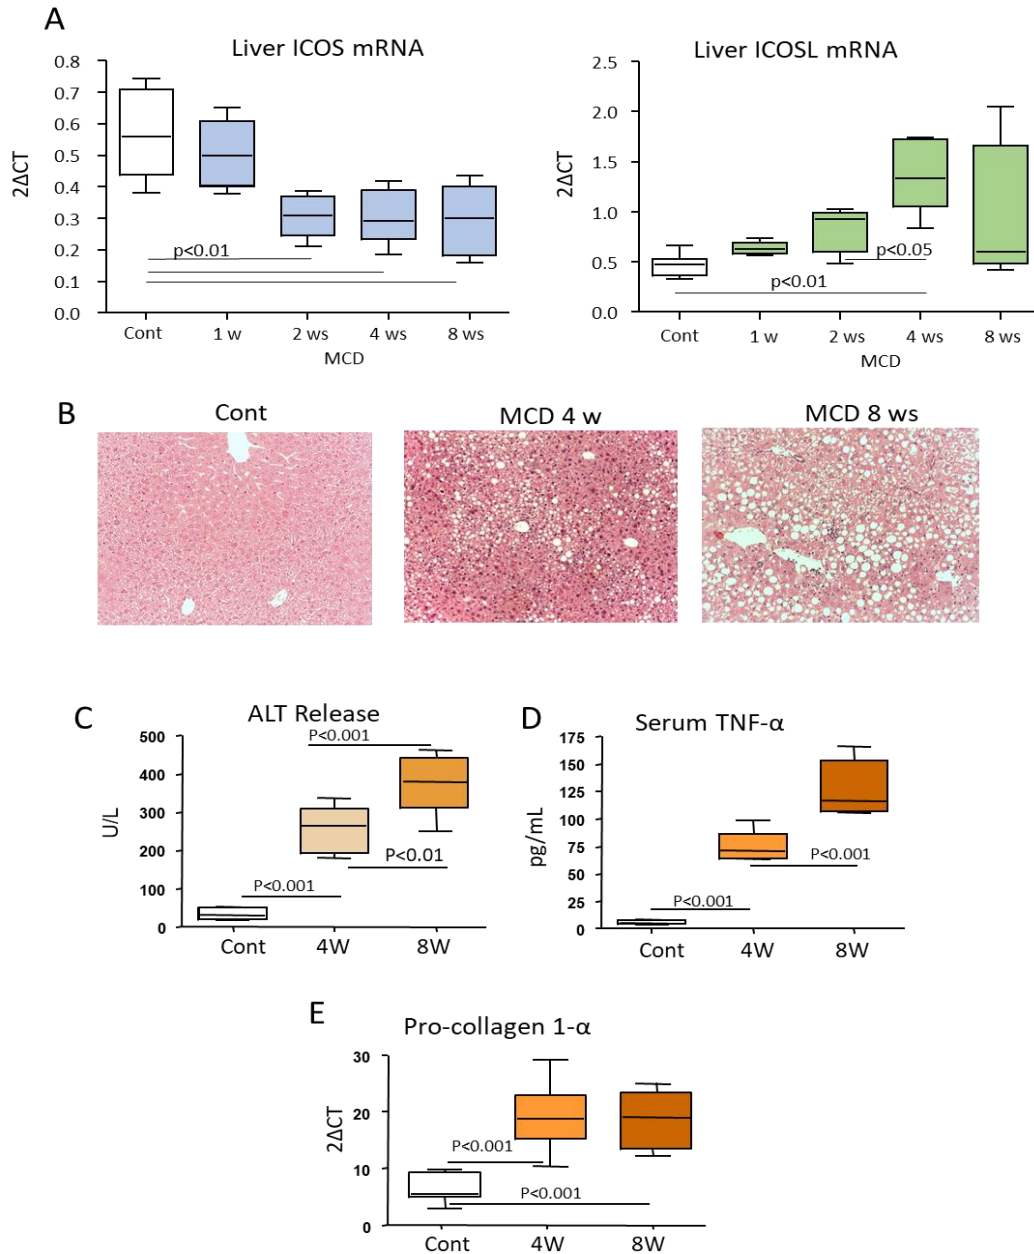 A
Liver ICOS mRNA
2ΔCT
0.8
0.7
0.6
0.5
0.4
0.3
0.2
0.1
0.0
p<0.01
Cont 1 w 2 ws 4 ws 8 ws
MCD
Liver ICOSL mRNA
2ΔCT
2.5
2.0
1.5
1.0
0.5
0.0
p<0.05
p<0.01
Cont 1 w 2 ws 4 ws 8 ws
MCD
B
Cont
MCD 4 w
MCD 8 ws
C
ALT Release
U/L
500
400
300
200
100
0
P<0.001
P<0.01
P<0.001
Cont 4W 8W
D
Serum TNF-α
pg/mL
175
150
125
100
75
50
25
0
P<0.001
P<0.001
Cont 4W 8W
E
Pro-collagen 1-α
2ΔCT
30
20
10
0
P<0.001
P<0.001
Cont 4W 8W